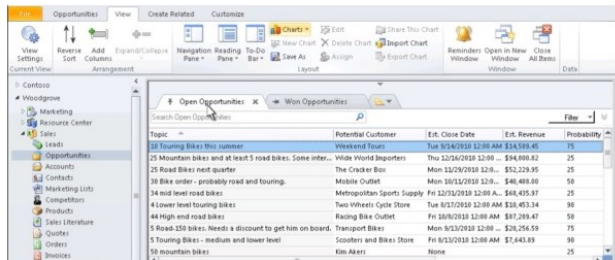 File Opportunities View Create Related Customize
View Settings Reverse Sort Add Columns Expand/Collapse Navigation Pane Reading Pane To-Do Bar Charts Edit Share This Chart
New Chart Delete Chart Import Chart
Save As Assign Export Chart
Reminders Window Open in New Window Close All Items
Current View Arrangement Layout Window Data
Contoso
Woodgrove
Marketing
Resource Center
Sales
Leads
Opportunities
Accounts
Contacts
Marketing Lists
Competitors
Products
Sales Literature
Quotes
Orders
Invoices
Open Opportunities Won Opportunities
Search Open Opportunities Filter
Topic Potential Customer Est. Close Date Est. Revenue Probability
10 Touring Bikes this summer Weekend Tours Tue 9/14/2010 12:00 AM $14,509.45 75
25 Mountain bikes and at least 5 road bikes. Some inter... Wide World Importers Thu 12/16/2010 12:00 ... $94,000.82 25
25 Road Bikes next quarter The Cracker Box Mon 11/29/2010 12:0... $52,229.95 25
30 Bike order - probably road and touring. Mobile Outlet Mon 10/11/2010 12:0... $40,400.00 50
34 mid level road bikes Metropolitan Sports Supply Fri 12/31/2010 12:00 A... $68,435.97 25
4 Lower level touring bikes Two Wheels Cycle Store Tue 8/17/2010 12:00 AM $10,453.34 90
44 High end road bikes Racing Bike Outlet Fri 10/8/2010 12:00 AM $87,209.47 50
5 Road-150 bikes. Needs a discount to get him on board. Transport Bikes Mon 9/13/2010 12:00 ... $20,256.59 75
5 Touring Bikes - medium and lower level Scooters and Bikes Store Fri 8/13/2010 12:00 AM $7,643.89 90
50 mountain bikes Kim Akers None $0.00 25